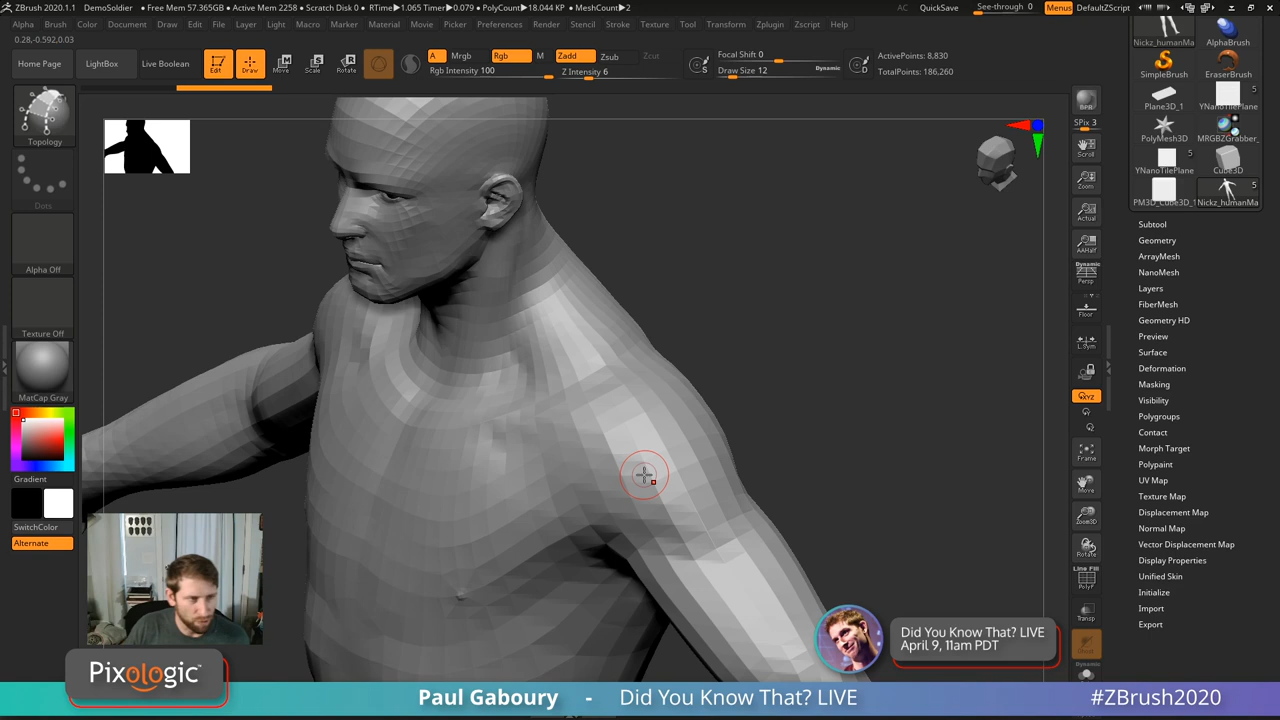 ZBrush 2020.1.1 DemoSoldier • Free Mem 57.365GB • Active Mem 2258 • Scratch Disk 0 • RTime▶1.065 Timer▶0.079 • PolyCount▶18.044 KP • MeshCount▶2 AC QuickSave See-through 0 Menus DefaultZScript
Alpha Brush Color Document Draw Edit File Layer Light Macro Marker Material Movie Picker Preferences Render Stencil Stroke Texture Tool Transform Zplugin Zscript Help
0.28,-0.592,0.03
Home Page LightBox Live Boolean Edit Draw Move Scale Rotate
A Mrgb Rgb M Zadd Zsub Zcut
Rgb Intensity 100 Z Intensity 6
Focal Shift 0
Draw Size 12 Dynamic
S
D
ActivePoints: 8,830
TotalPoints: 186,260
Topology
Dots
Alpha Off
Texture Off
MatCap Gray
Gradient
SwitchColor
Alternate
BPR
SPix 3
Scroll
Zoom
Actual
AAHalf
Dynamic
Persp
Floor
L.Sym
XYZ
Frame
Move
Zoom3D
Rotate
Line Fill
PolyF
Transp
Ghost
Dynamic
Nickz_humanMa AlphaBrush
SimpleBrush EraserBrush
5
Plane3D_1 YNanoTilePlane
PolyMesh3D MRGBZGrabber_
5
YNanoTilePlane Cube3D
5
PM3D_Cube3D_1 Nickz_humanMa
Subtool
Geometry
ArrayMesh
NanoMesh
Layers
FiberMesh
Geometry HD
Preview
Surface
Deformation
Masking
Visibility
Polygroups
Contact
Morph Target
Polypaint
UV Map
Texture Map
Displacement Map
Normal Map
Vector Displacement Map
Display Properties
Unified Skin
Initialize
Import
Export
Did You Know That? LIVE
April 9, 11am PDT
Pixologic™
Paul Gaboury - Did You Know That? LIVE #ZBrush2020